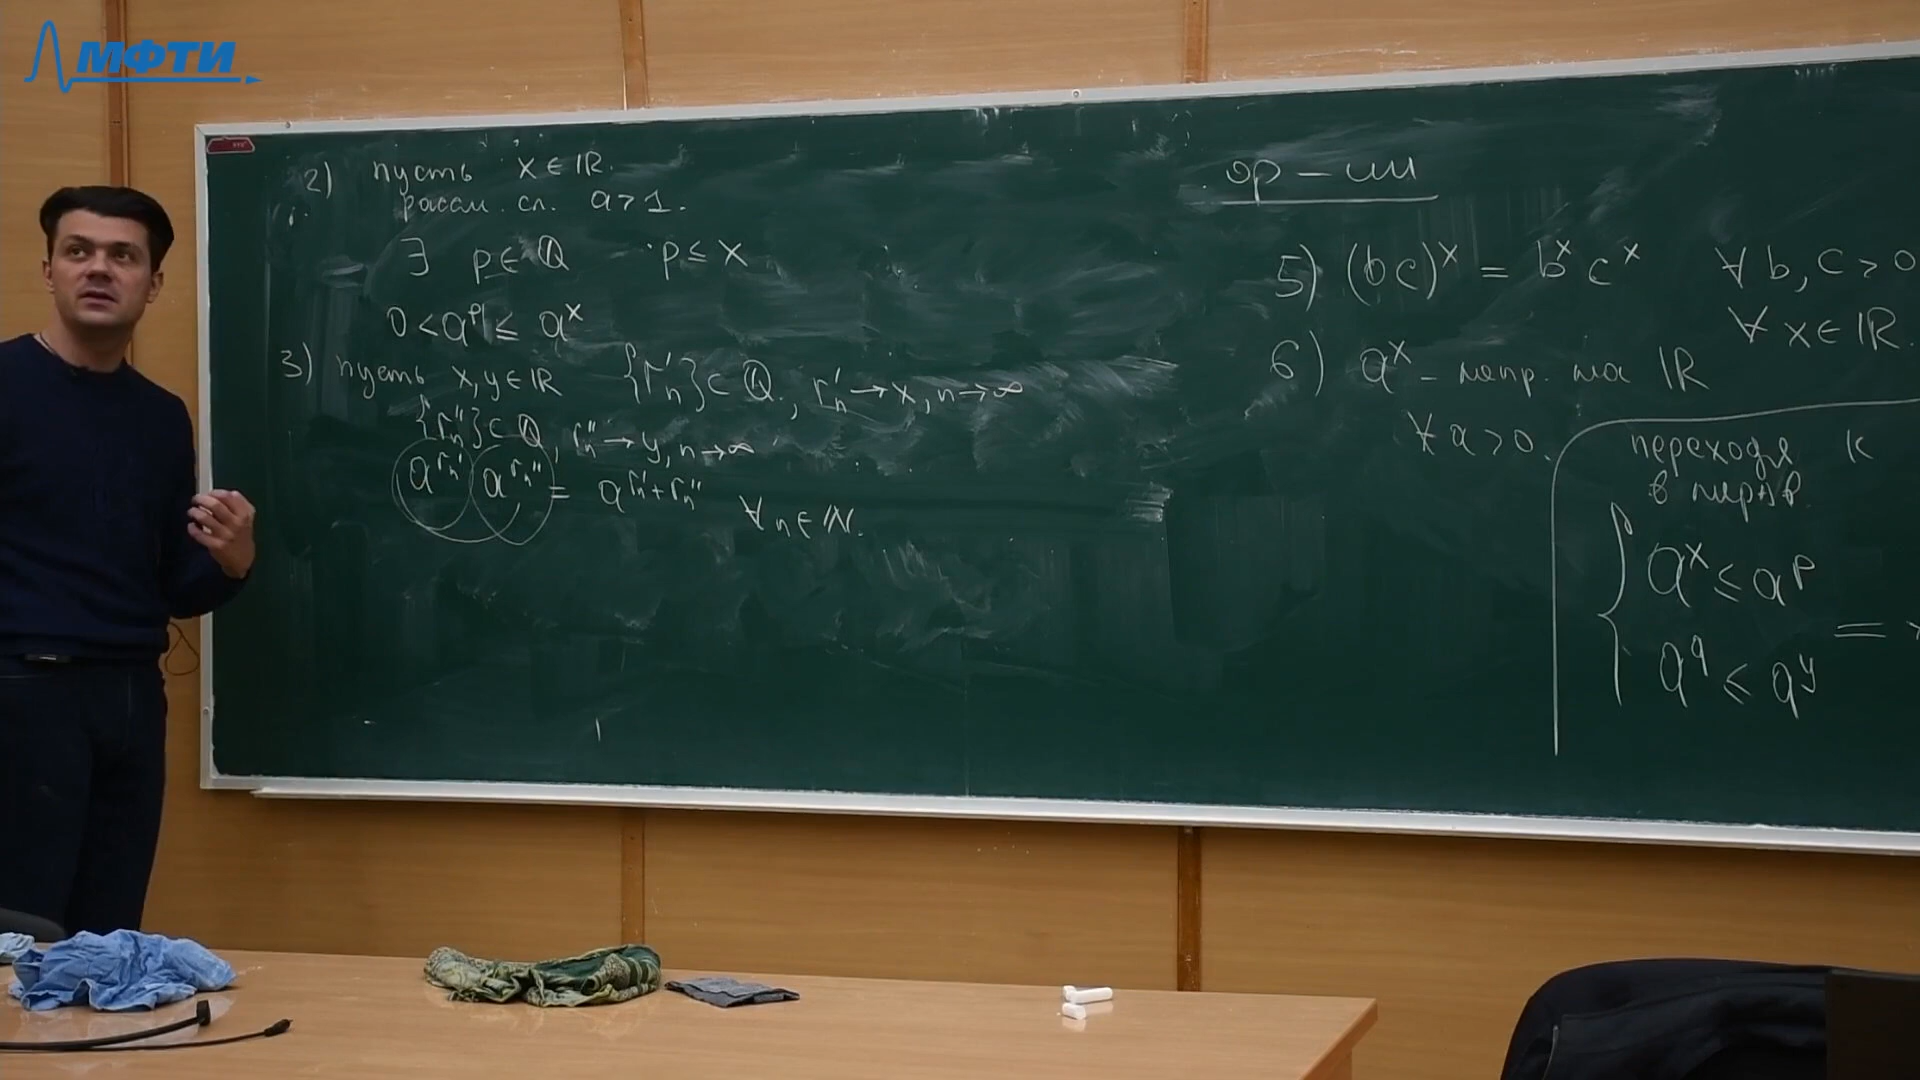 МФТИ
2) пусть x ∈ ℝ.
рассм. сл. a > 1.
∃ p ∈ ℚ p ≤ x
0 < a^p ≤ a^x
3) пусть x, y ∈ ℝ {r'_n} ⊂ ℚ, r'_n → x, n → ∞
{r''_n} ⊂ ℚ, r''_n → y, n → ∞
a^{r'_n} a^{r''_n} = a^{r'_n + r''_n} ∀ n ∈ ℕ.
ор-ии
5) (bc)^x = b^x c^x ∀ b, c > 0
∀ x ∈ ℝ.
6) a^x - непр. на ℝ
∀ a > 0.
переходя к
в нер-в.
{ a^x ≤ a^p
a^q ≤ a^y
=